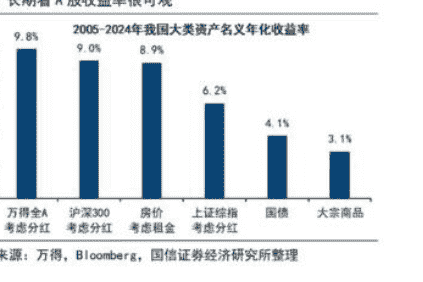 长期看A股收益率很可观
2005-2024年我国大类资产名义年化收益率
9.8%
9.0%
8.9%
6.2%
4.1%
3.1%
万得全A
考虑分红
沪深300
考虑分红
房价
考虑租金
上证综指
考虑分红
国债
大宗商品
来源：万得，Bloomberg，国信证券经济研究所整理